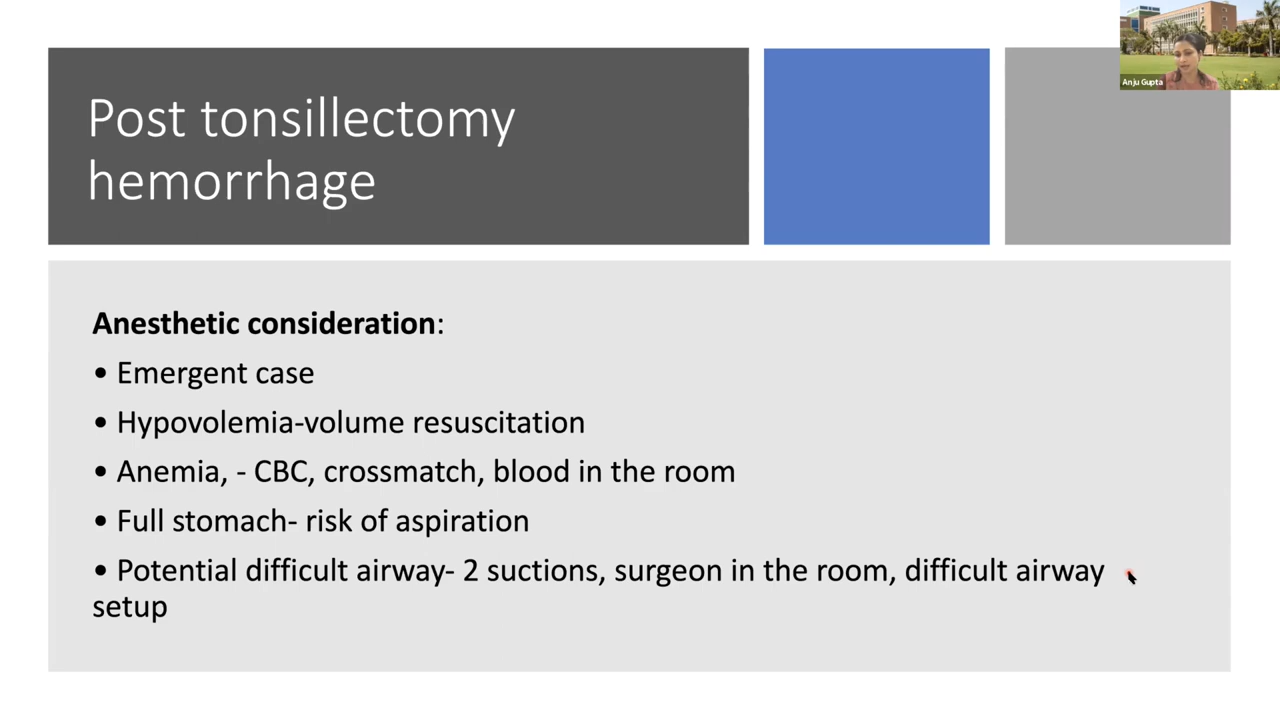 Post tonsillectomy
hemorrhage
Anju Gupta
Anesthetic consideration:
• Emergent case
• Hypovolemia-volume resuscitation
• Anemia, - CBC, crossmatch, blood in the room
• Full stomach- risk of aspiration
• Potential difficult airway- 2 suctions, surgeon in the room, difficult airway
setup